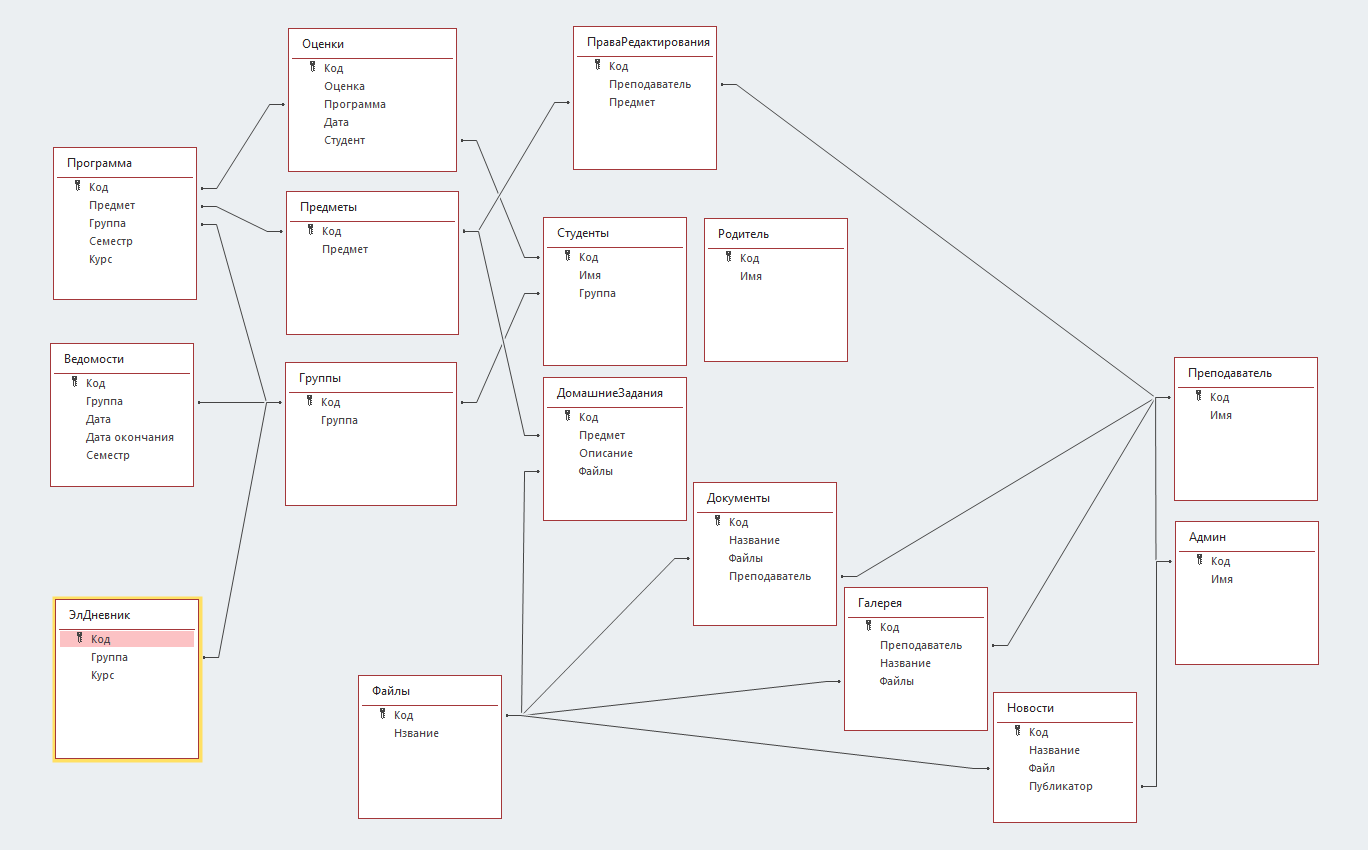 Оценки
Код
Оценка
Программа
Дата
Студент
ПраваРедактирования
Код
Преподаватель
Предмет
Программа
Код
Предмет
Группа
Семестр
Курс
Предметы
Код
Предмет
Студенты
Код
Имя
Группа
Родитель
Код
Имя
Ведомости
Код
Группа
Дата
Дата окончания
Семестр
Группы
Код
Группа
ДомашниеЗадания
Код
Предмет
Описание
Файлы
Преподаватель
Код
Имя
Документы
Код
Название
Файлы
Преподаватель
Админ
Код
Имя
ЭлДневник
Код
Группа
Курс
Галерея
Код
Преподаватель
Название
Файлы
Файлы
Код
Нзвание
Новости
Код
Название
Файл
Публикатор